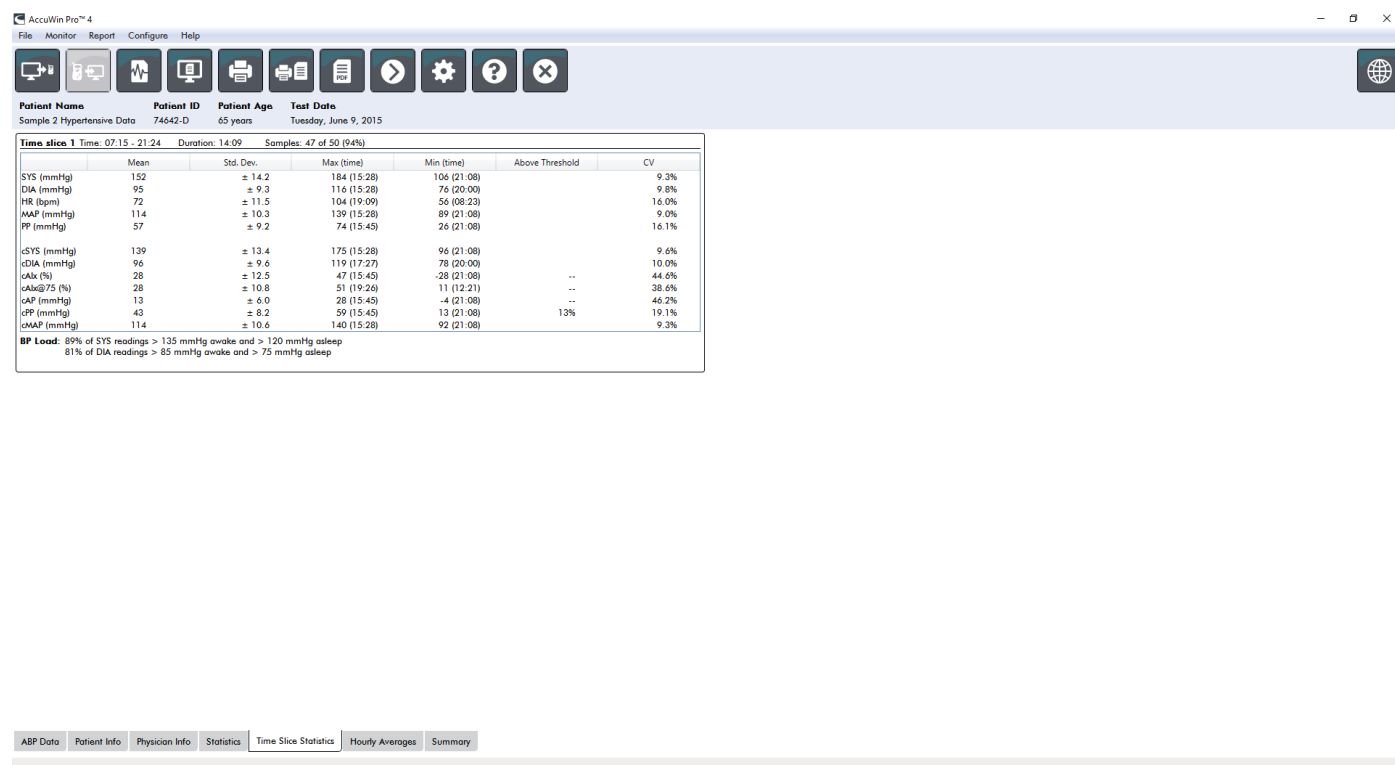 AccuWin Pro™ 4
File Monitor Report Configure Help
PDF
Patient Name Patient ID Patient Age Test Date
Sample 2 Hypertensive Data 74642-D 65 years Tuesday, June 9, 2015
Time slice 1 Time: 07:15 - 21:24 Duration: 14:09 Samples: 47 of 50 (94%)
Mean Std. Dev. Max (time) Min (time) Above Threshold CV
SYS (mmHg) 152 ± 14.2 184 (15:28) 106 (21:08) 9.3%
DIA (mmHg) 95 ± 9.3 116 (15:28) 76 (20:00) 9.8%
HR (bpm) 72 ± 11.5 104 (19:09) 56 (08:23) 16.0%
MAP (mmHg) 114 ± 10.3 139 (15:28) 89 (21:08) 9.0%
PP (mmHg) 57 ± 9.2 74 (15:45) 26 (21:08) 16.1%
cSYS (mmHg) 139 ± 13.4 175 (15:28) 96 (21:08) 9.6%
cDIA (mmHg) 96 ± 9.6 119 (17:27) 78 (20:00) 10.0%
cAIx (%) 28 ± 12.5 47 (15:45) -28 (21:08) -- 44.6%
cAIx@75 (%) 28 ± 10.8 51 (19:26) 11 (12:21) -- 38.6%
cAP (mmHg) 13 ± 6.0 28 (15:45) -4 (21:08) -- 46.2%
cPP (mmHg) 43 ± 8.2 59 (15:45) 13 (21:08) 13% 19.1%
cMAP (mmHg) 114 ± 10.6 140 (15:28) 92 (21:08) 9.3%
BP Load: 89% of SYS readings > 135 mmHg awake and > 120 mmHg asleep
81% of DIA readings > 85 mmHg awake and > 75 mmHg asleep
ABP Data Patient Info Physician Info Statistics Time Slice Statistics Hourly Averages Summary